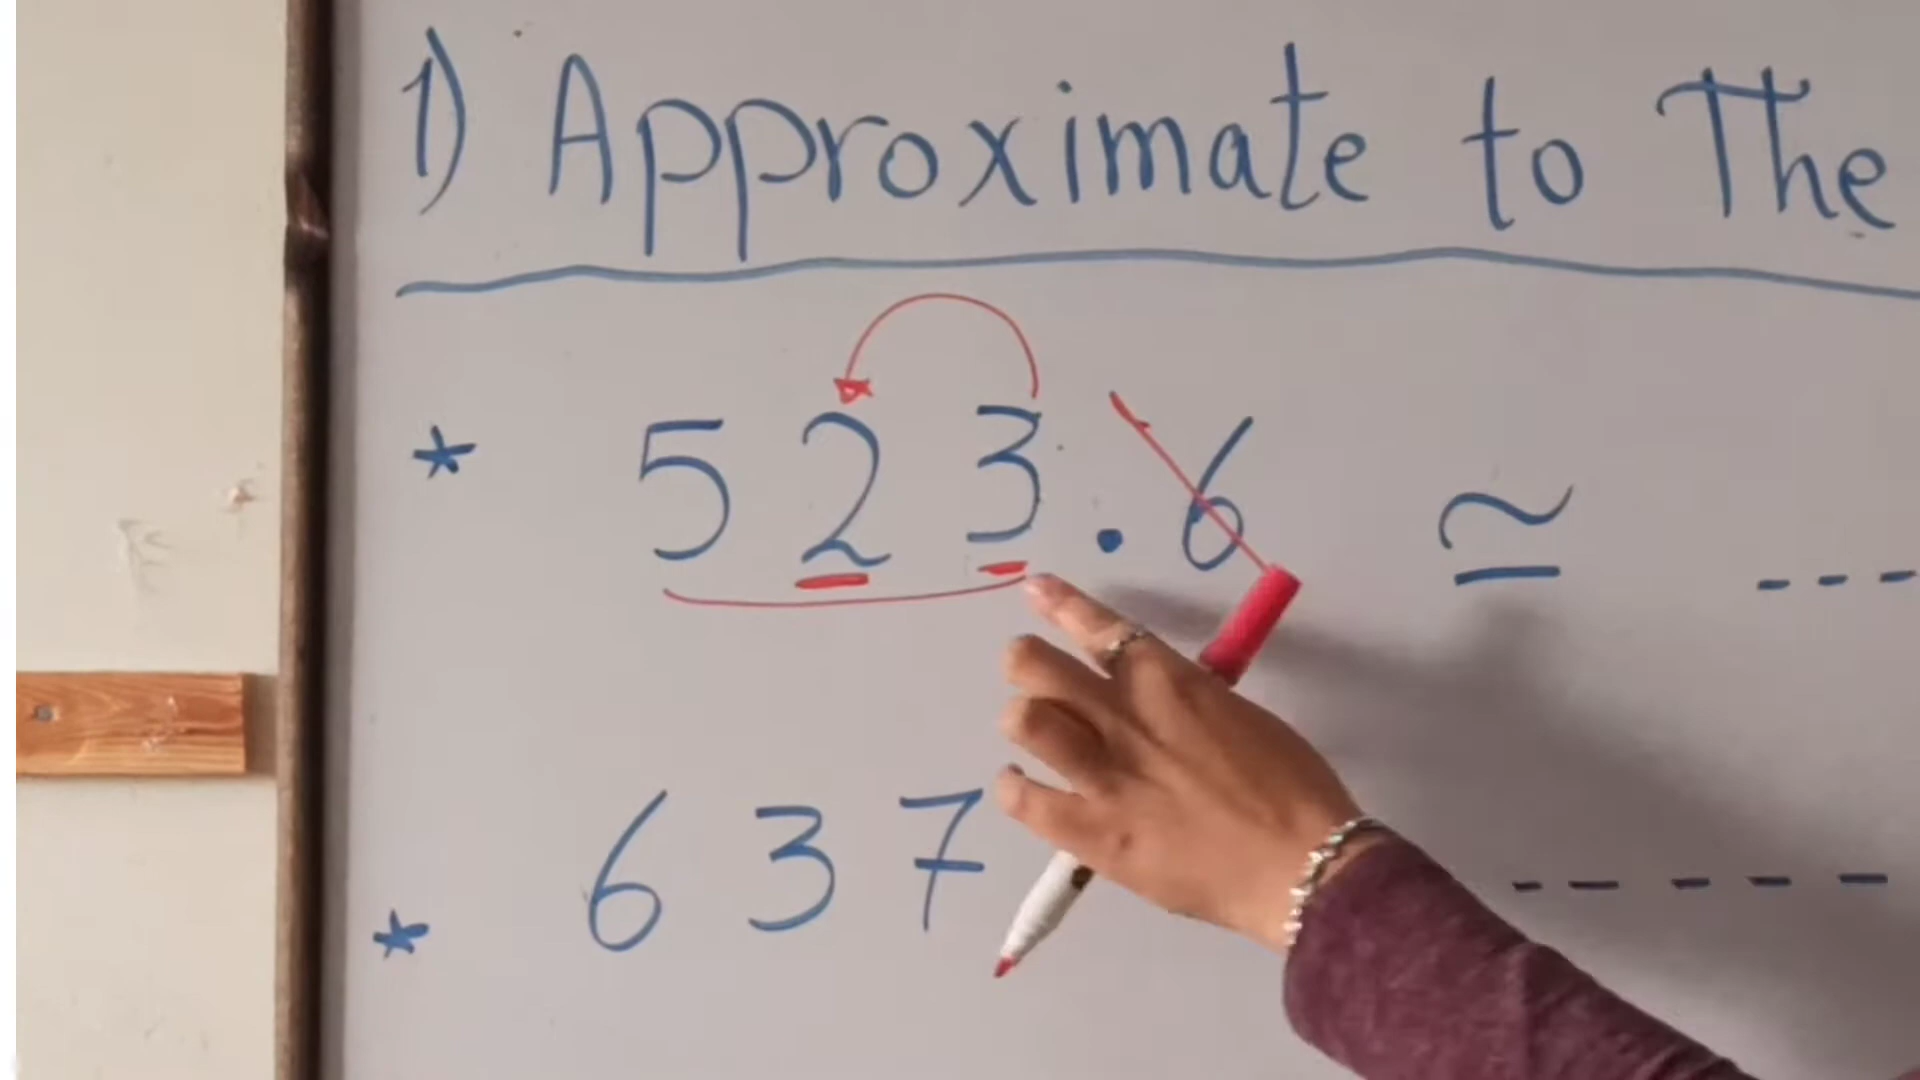 1) Approximate to The
* 523.6 ≃ ---
* 637 -----